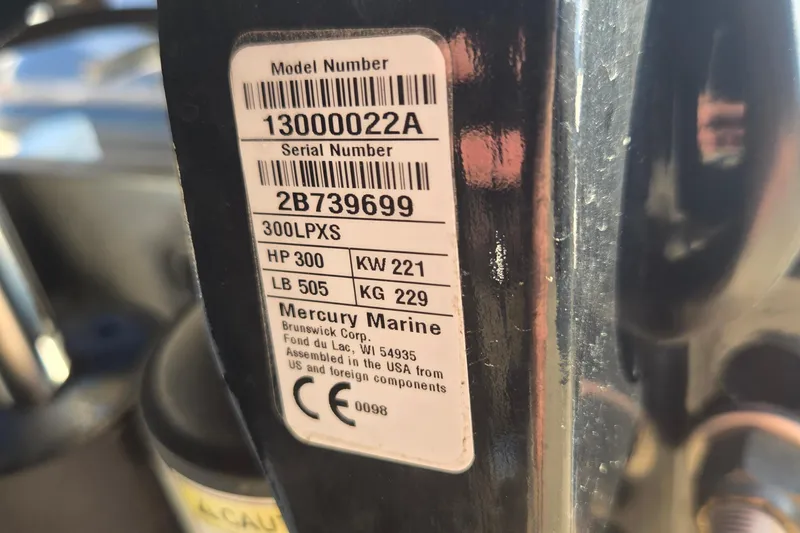 Model Number
13000022A
Serial Number
2B739699
300LPXS
HP 300 KW 221
LB 505 KG 229
Mercury Marine
Brunswick Corp.
Fond du Lac, WI 54935
Assembled in the USA from
US and foreign components
CE 0098
CAU